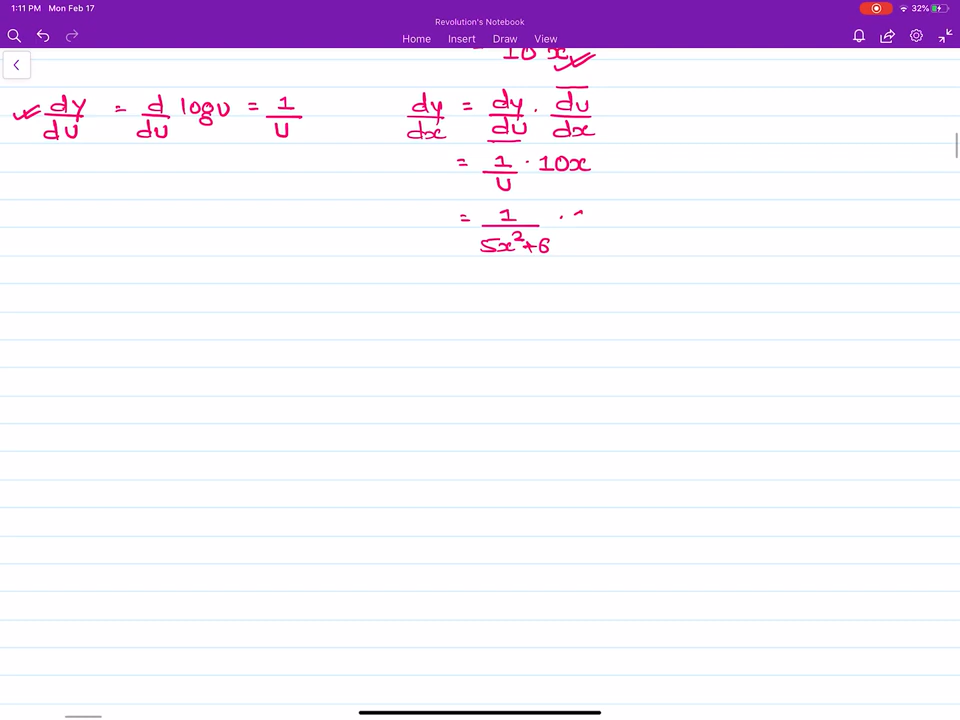 1:11 PM Mon Feb 17
32%
Revolution's Notebook
Home Insert Draw View
10 x
dy/du = d/du log u = 1/u
dy/dx = dy/du · du/dx
= 1/u · 10x
= 1/5x²+6 ·